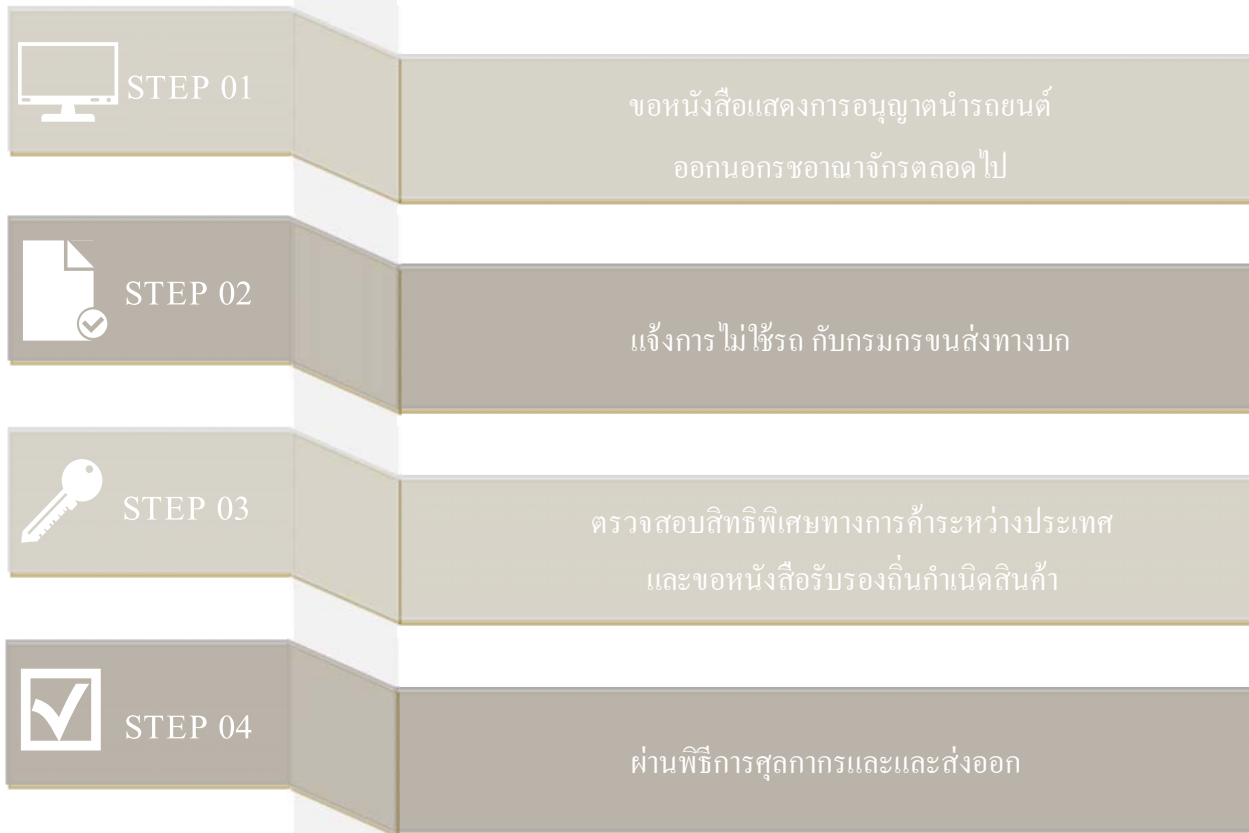 STEP 01
ขอหนังสือแสดงการอนุญาตนำรถยนต์
ออกนอกรชอาณาจักรตลอดไป
STEP 02
แจ้งการไม่ใช้รถ กับกรมกรขนส่งทางบก
STEP 03
ตรวจสอบสิทธิพิเศษทางการค้าระหว่างประเทศ
และขอหนังสือรับรองถิ่นกำเนิดสินค้า
STEP 04
ผ่านพิธีการศุลกากรและและส่งออก